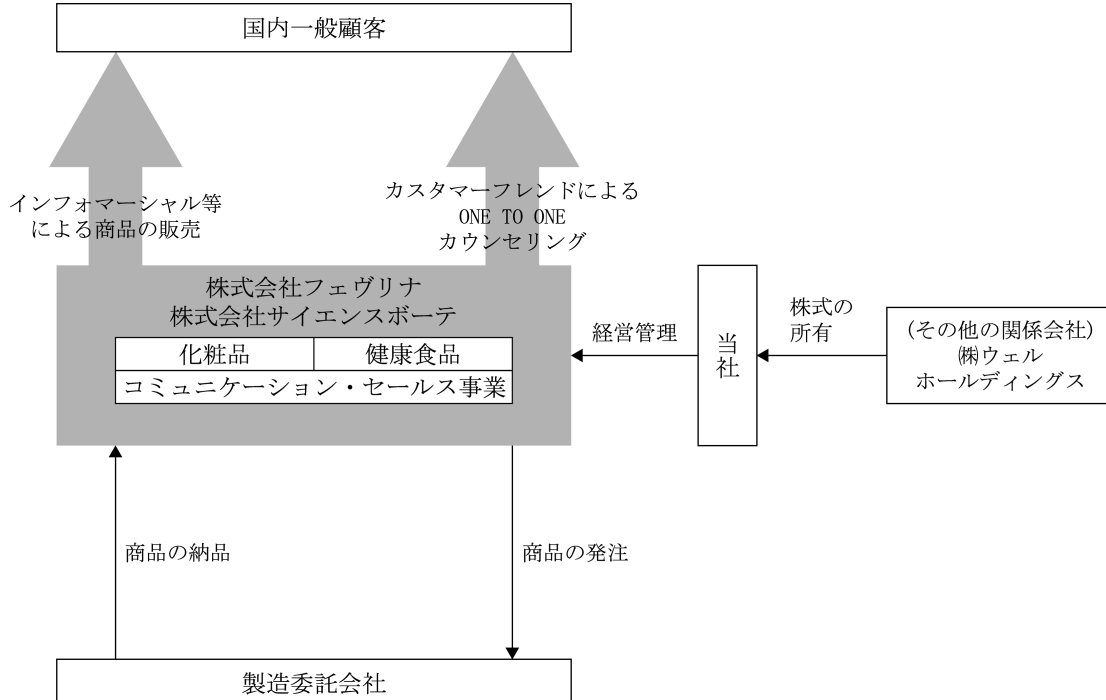 国内一般顧客
インフォマーシャル等
による商品の販売
カスタマーフレンドによる
ONE TO ONE
カウンセリング
株式会社フェヴリナ
株式会社サイエンスボーテ
化粧品
健康食品
コミュニケーション・セールス事業
経営管理
当社
株式の
所有
(その他の関係会社)
㈱ウェル
ホールディングス
商品の納品
商品の発注
製造委託会社